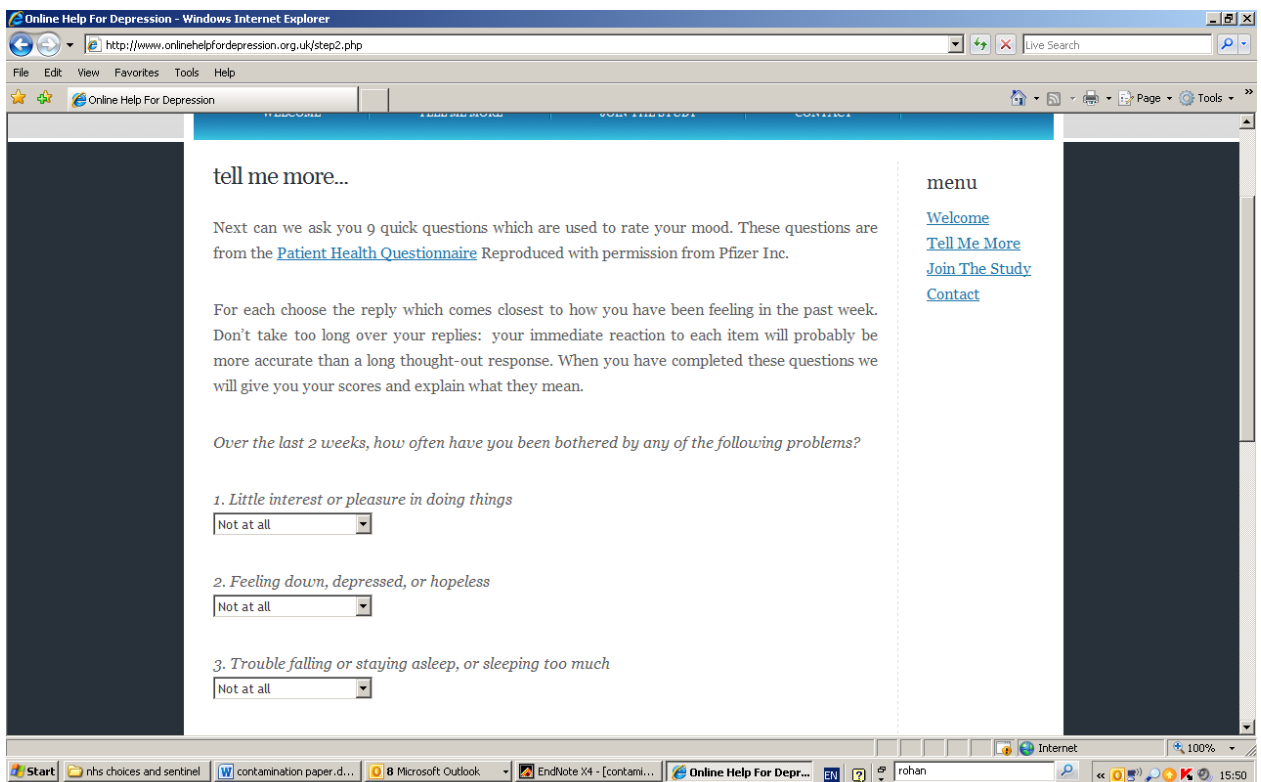 Online Help For Depression - Windows Internet Explorer
http://www.onlinehelpfordepression.org.uk/step2.php
Live Search
File Edit View Favorites Tools Help
Online Help For Depression
Page Tools
WELCOME TELL ME MORE JOIN THE STUDY CONTACT
tell me more...
Next can we ask you 9 quick questions which are used to rate your mood. These questions are
from the Patient Health Questionnaire Reproduced with permission from Pfizer Inc.
For each choose the reply which comes closest to how you have been feeling in the past week.
Don't take too long over your replies: your immediate reaction to each item will probably be
more accurate than a long thought-out response. When you have completed these questions we
will give you your scores and explain what they mean.
Over the last 2 weeks, how often have you been bothered by any of the following problems?
1. Little interest or pleasure in doing things
Not at all
2. Feeling down, depressed, or hopeless
Not at all
3. Trouble falling or staying asleep, or sleeping too much
Not at all
menu
Welcome
Tell Me More
Join The Study
Contact
Internet 100%
Start nhs choices and sentinel contamination paper.d... 8 Microsoft Outlook EndNote X4 - [contami... Online Help For Depr... EN rohan 15:50